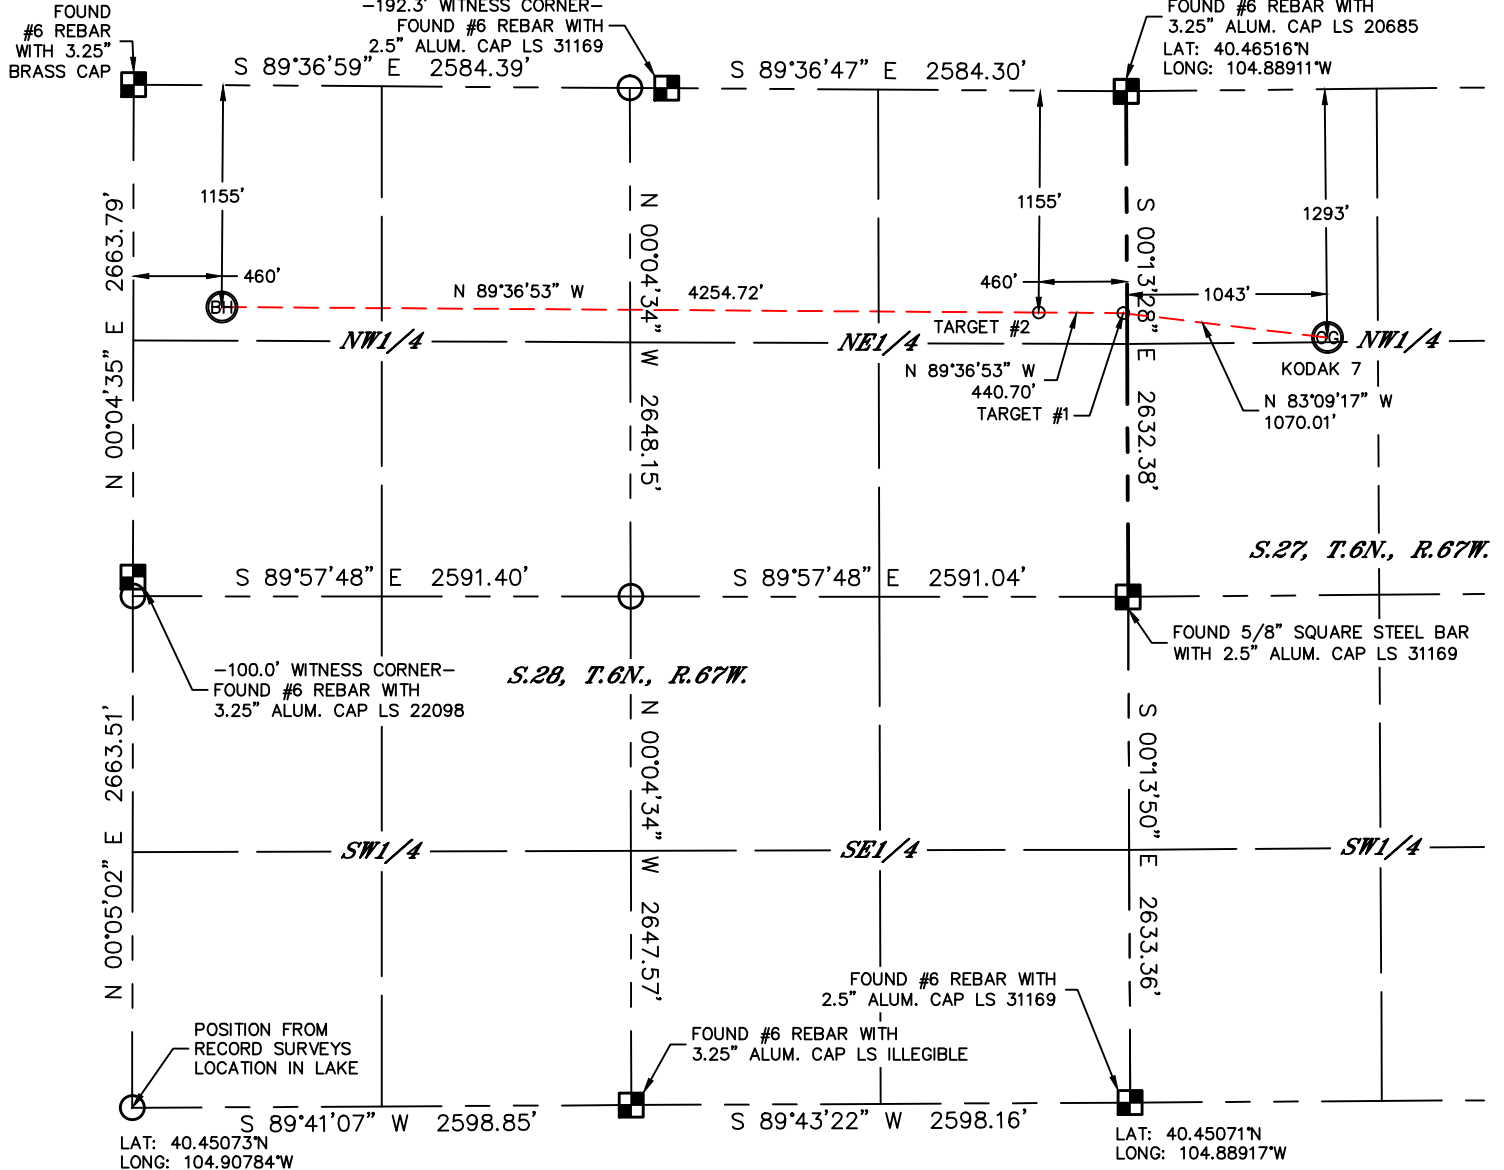 FOUND
#6 REBAR
WITH 3.25"
BRASS CAP
-192.3' WITNESS CORNER-
FOUND #6 REBAR WITH
2.5" ALUM. CAP LS 31169
FOUND #6 REBAR WITH
3.25" ALUM. CAP LS 20685
LAT: 40.46516°N
LONG: 104.88911°W
S 89°36'59" E 2584.39'
S 89°36'47" E 2584.30'
1155'
1155'
1293'
460'
460'
1043'
N 00°04'35" E 2663.79'
N 00°04'34" W 2648.15'
S 00°13'28" E 2632.38'
BH
N 89°36'53" W 4254.72'
TARGET #2
NW1/4
NE1/4
NW1/4
KODAK 7
N 89°36'53" W
440.70'
TARGET #1
N 83°09'17" W
1070.01'
S.27, T.6N., R.67W.
S 89°57'48" E 2591.40'
S 89°57'48" E 2591.04'
FOUND 5/8" SQUARE STEEL BAR
WITH 2.5" ALUM. CAP LS 31169
-100.0' WITNESS CORNER-
FOUND #6 REBAR WITH
3.25" ALUM. CAP LS 22098
S.28, T.6N., R.67W.
N 00°05'02" E 2663.51'
N 00°04'34" W 2647.57'
S 00°13'50" E 2633.36'
SW1/4
SE1/4
SW1/4
FOUND #6 REBAR WITH
2.5" ALUM. CAP LS 31169
POSITION FROM
RECORD SURVEYS
LOCATION IN LAKE
FOUND #6 REBAR WITH
3.25" ALUM. CAP LS ILLEGIBLE
S 89°41'07" W 2598.85'
S 89°43'22" W 2598.16'
LAT: 40.45073°N
LONG: 104.90784°W
LAT: 40.45071°N
LONG: 104.88917°W